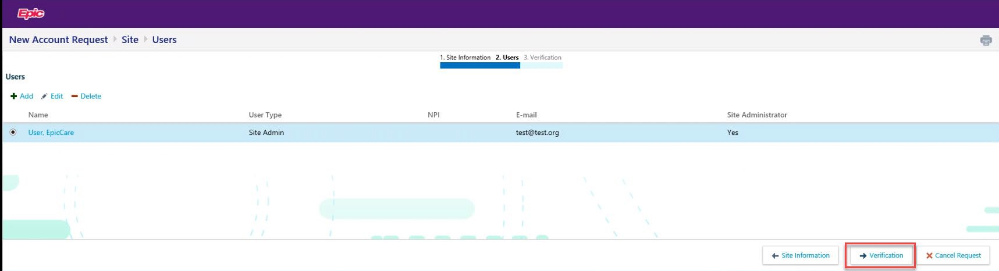 Epic
New Account Request Site Users
1. Site Information 2. Users 3. Verification
Users
Add Edit Delete
Name User Type NPI E-mail Site Administrator
User, EpicCare Site Admin test@test.org Yes
Site Information Verification Cancel Request